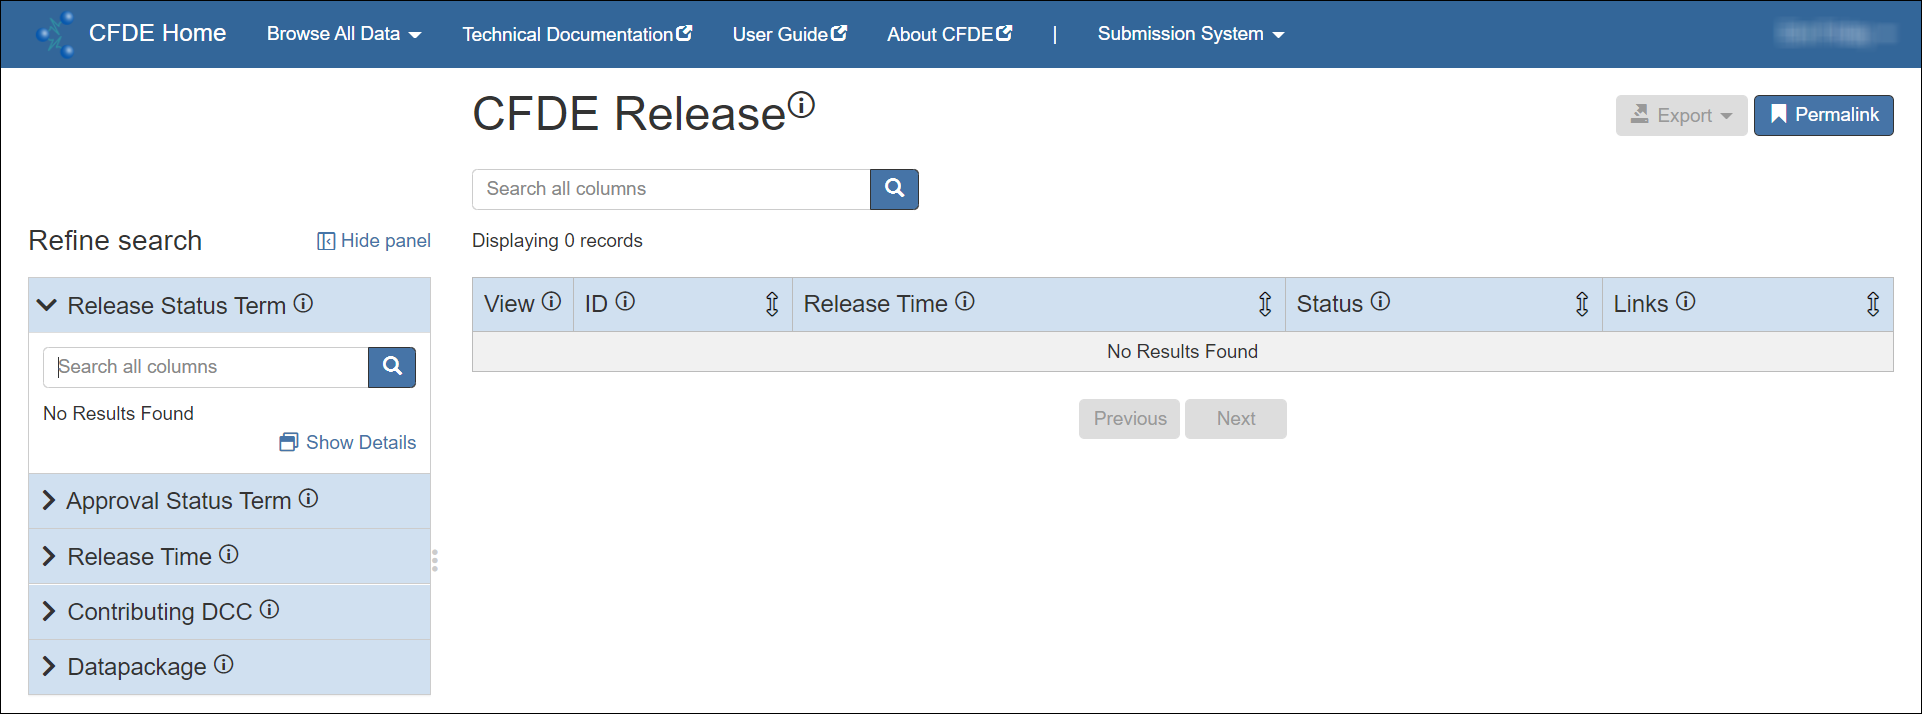 CFDE Home Browse All Data Technical Documentation User Guide About CFDE | Submission System
CFDE Release
Export Permalink
Search all columns
Refine search Hide panel
Displaying 0 records
Release Status Term
Search all columns
No Results Found
Show Details
Approval Status Term
Release Time
Contributing DCC
Datapackage
View ID Release Time Status Links
No Results Found
Previous Next